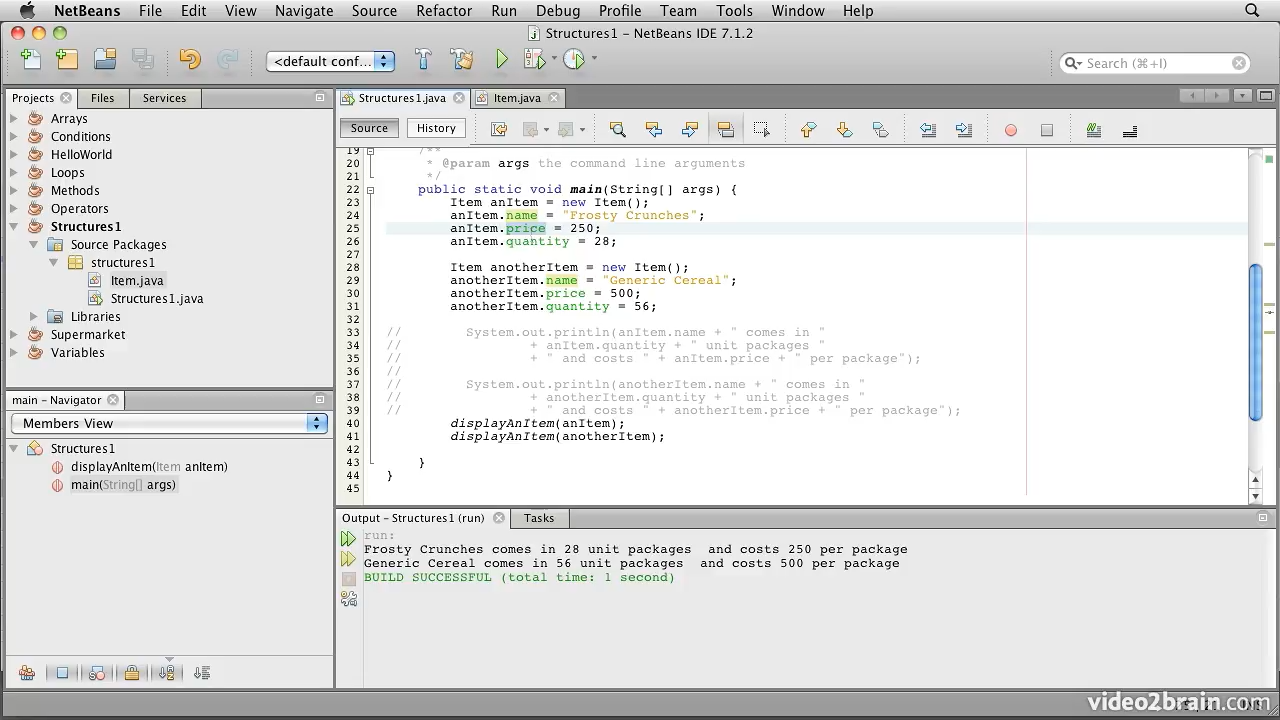 NetBeans File Edit View Navigate Source Refactor Run Debug Profile Team Tools Window Help
Structures1 – NetBeans IDE 7.1.2
<default conf... Search (⌘+I)
Projects Files Services
Arrays
Conditions
HelloWorld
Loops
Methods
Operators
Structures1
Source Packages
structures1
Item.java
Structures1.java
Libraries
Supermarket
Variables
main – Navigator
Members View
Structures1
displayAnItem(Item anItem)
main(String[] args)
Structures1.java Item.java
Source History
19 /**
20 * @param args the command line arguments
21 */
22 public static void main(String[] args) {
23 Item anItem = new Item();
24 anItem.name = "Frosty Crunches";
25 anItem.price = 250;
26 anItem.quantity = 28;
27
28 Item anotherItem = new Item();
29 anotherItem.name = "Generic Cereal";
30 anotherItem.price = 500;
31 anotherItem.quantity = 56;
32
33 // System.out.println(anItem.name + " comes in "
34 // + anItem.quantity + " unit packages "
35 // + " and costs " + anItem.price + " per package");
36 //
37 // System.out.println(anotherItem.name + " comes in "
38 // + anotherItem.quantity + " unit packages "
39 // + " and costs " + anotherItem.price + " per package");
40 displayAnItem(anItem);
41 displayAnItem(anotherItem);
42
43 }
44 }
45
Output – Structures1 (run) Tasks
run:
Frosty Crunches comes in 28 unit packages  and costs 250 per package
Generic Cereal comes in 56 unit packages  and costs 500 per package
BUILD SUCCESSFUL (total time: 1 second)
video2brain.com